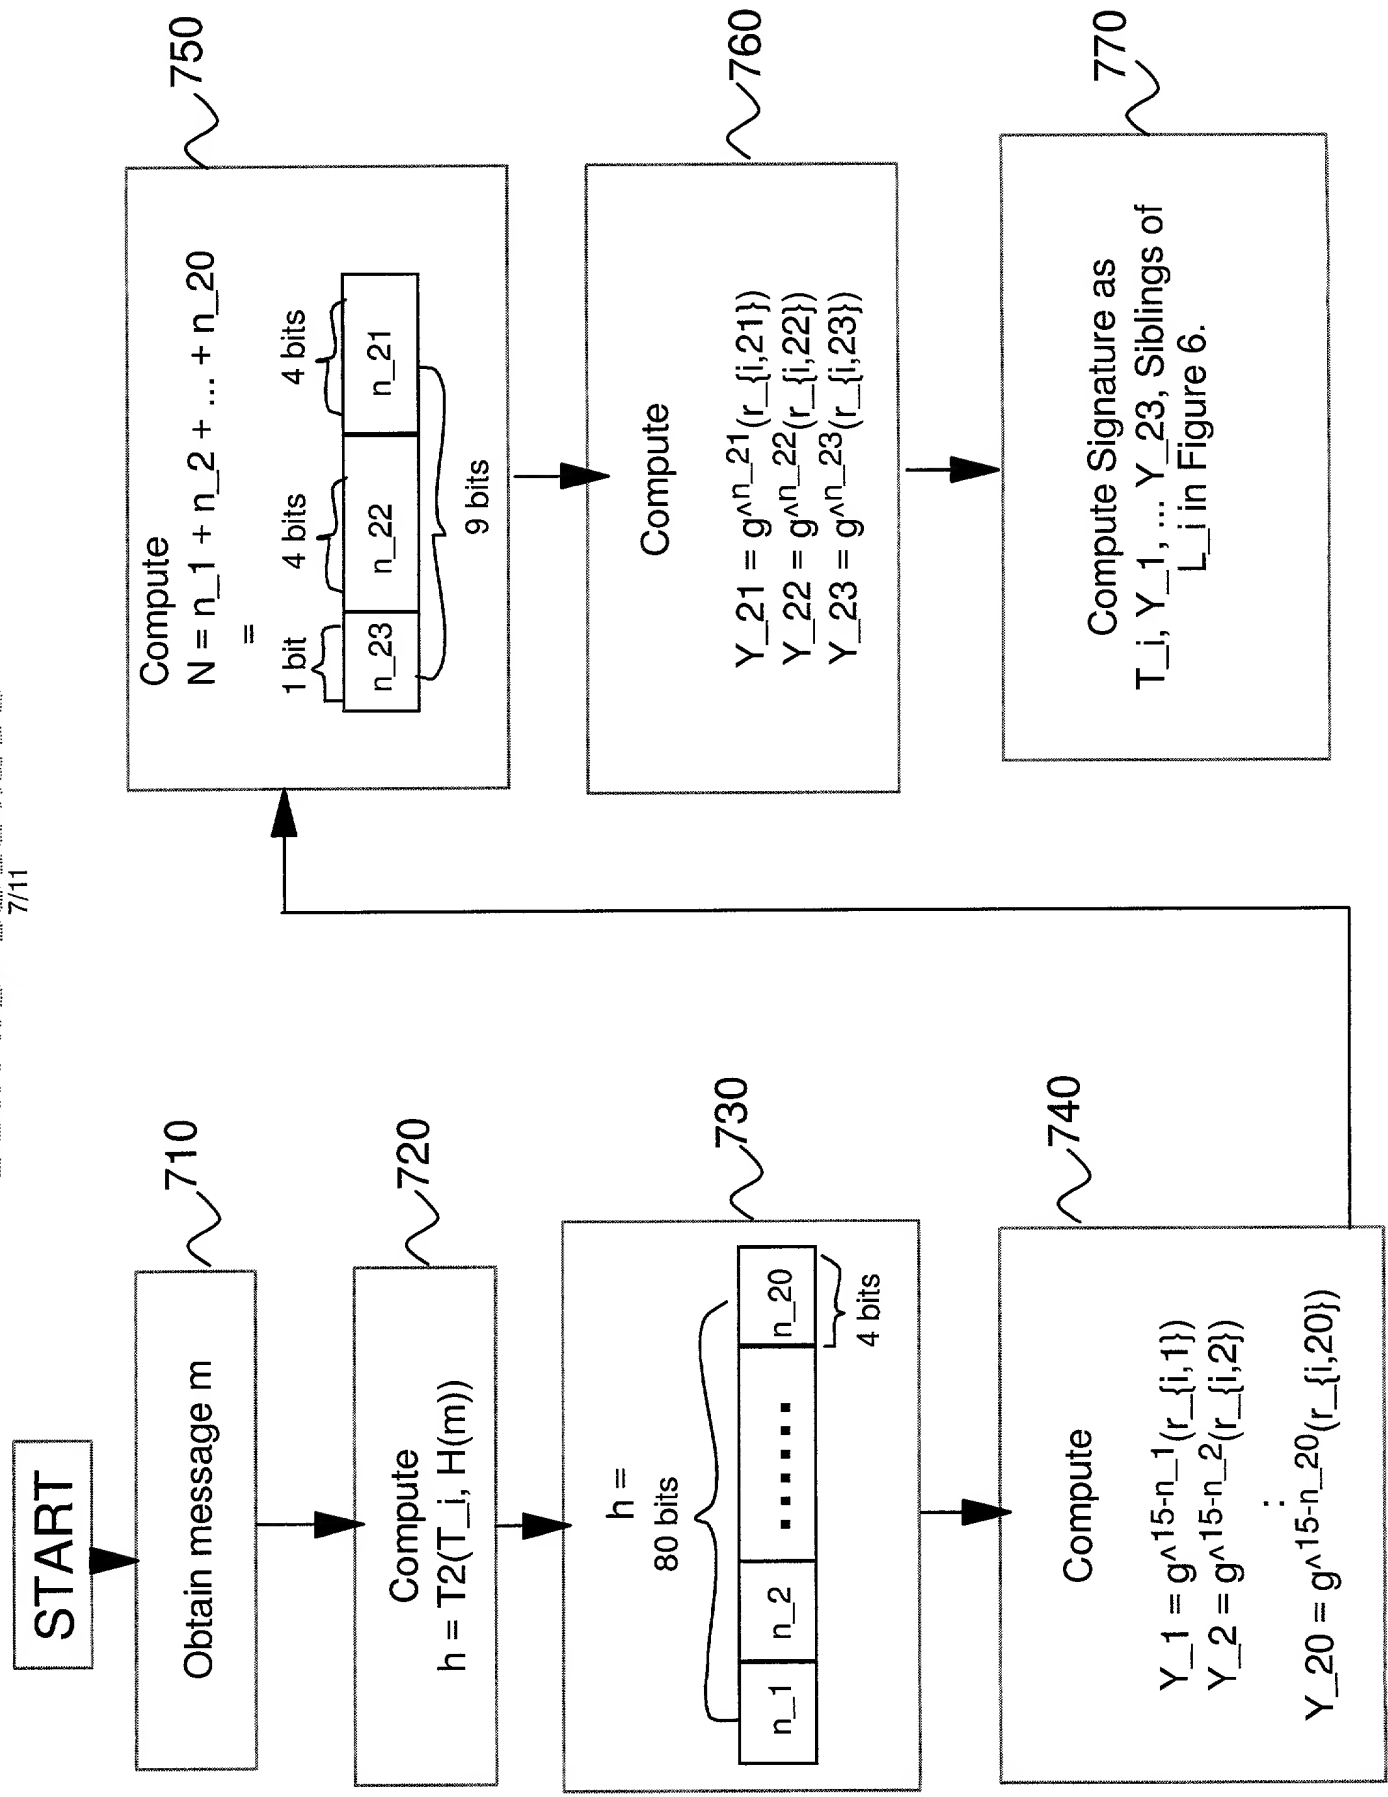 7/11
START
Obtain message m
710
Compute
h = T2(T_i, H(m))
720
h =
80 bits
n_1 n_2 ...... n_20
4 bits
730
Compute
Y_1 = g^15-n_1(r_{i,1})
Y_2 = g^15-n_2(r_{i,2})
:
Y_20 = g^15-n_20(r_{i,20})
740
Compute
N = n_1 + n_2 + ... + n_20
=
1 bit 4 bits 4 bits
n_23 n_22 n_21
9 bits
750
Compute
Y_21 = g^n_21(r_{i,21})
Y_22 = g^n_22(r_{i,22})
Y_23 = g^n_23(r_{i,23})
760
Compute Signature as
T_i, Y_1, ... Y_23, Siblings of
L_i in Figure 6.
770